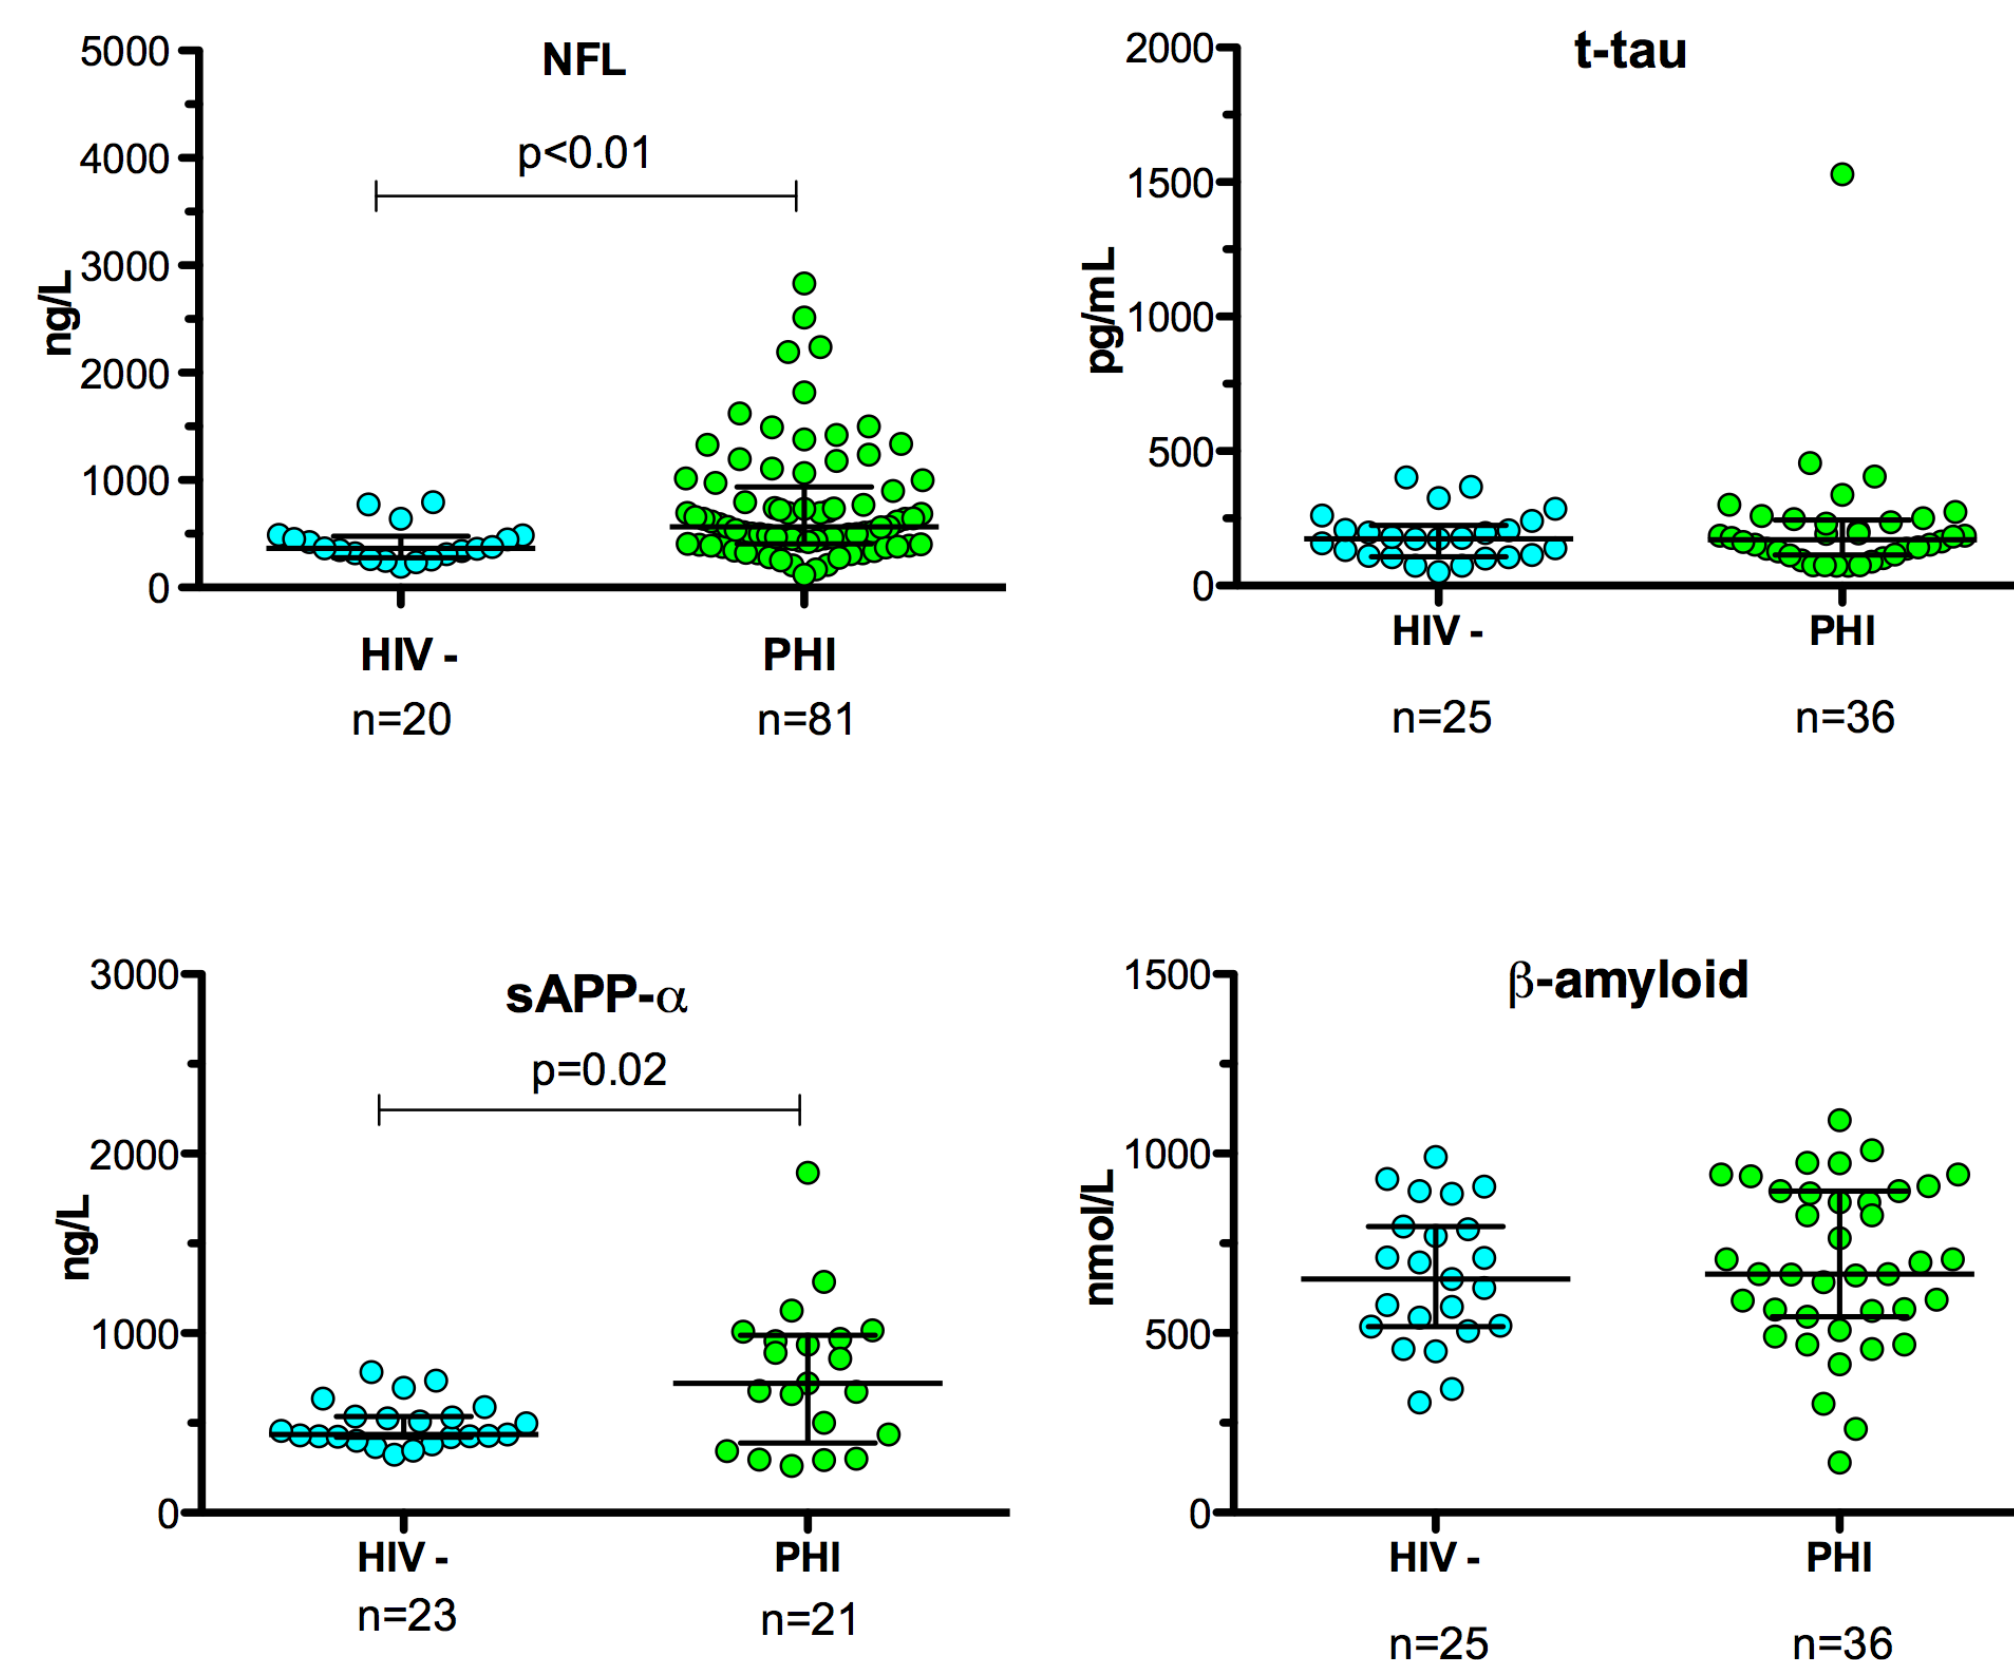 NFL
p<0.01
ng/L
5000
4000
3000
2000
1000
0
HIV -
PHI
n=20
n=81
t-tau
pg/mL
2000
1500
1000
500
0
HIV -
PHI
n=25
n=36
sAPP-α
p=0.02
ng/L
3000
2000
1000
0
HIV -
PHI
n=23
n=21
β-amyloid
nmol/L
1500
1000
500
0
HIV -
PHI
n=25
n=36